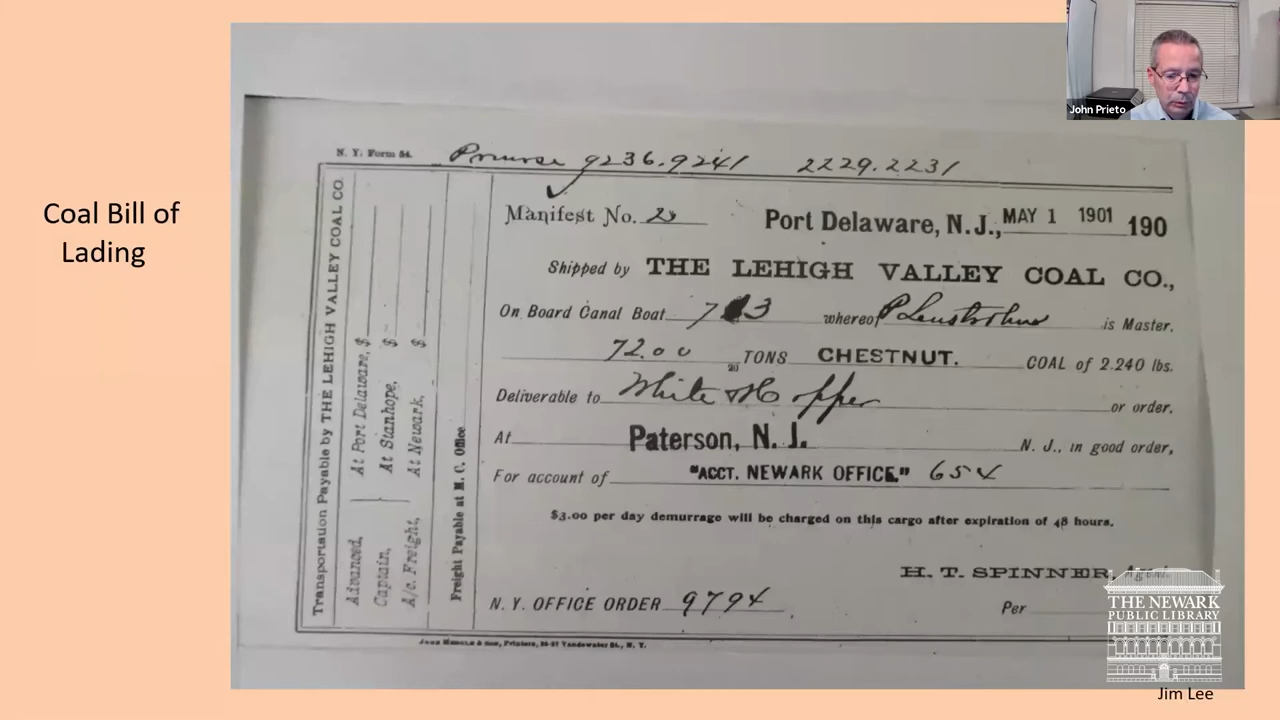 John Prieto
Coal Bill of
Lading
N. Y. Form 54. 9236.9241 2229.2231
Manifest No. Port Delaware, N. J., MAY 1 1901 190
Shipped by THE LEHIGH VALLEY COAL CO.,
On Board Canal Boat whereof is Master.
72.00 TONS CHESTNUT. COAL of 2.240 lbs.
Deliverable to White or order.
At Paterson, N. J. N. J., in good order,
For account of "ACCT. NEWARK OFFICE." 654
$3.00 per day demurrage will be charged on this cargo after expiration of 48 hours.
H. T. SPINNER, Agent.
N. Y. OFFICE ORDER 9794 Per
Transportation Payable by THE LEHIGH VALLEY COAL CO.
Advanced, At Port Delaware, $
Captain, At Stanhope, $
A/c. Freight, At Newark, $
Freight Payable at M. C. Office
THE NEWARK
PUBLIC LIBRARY
Jim Lee